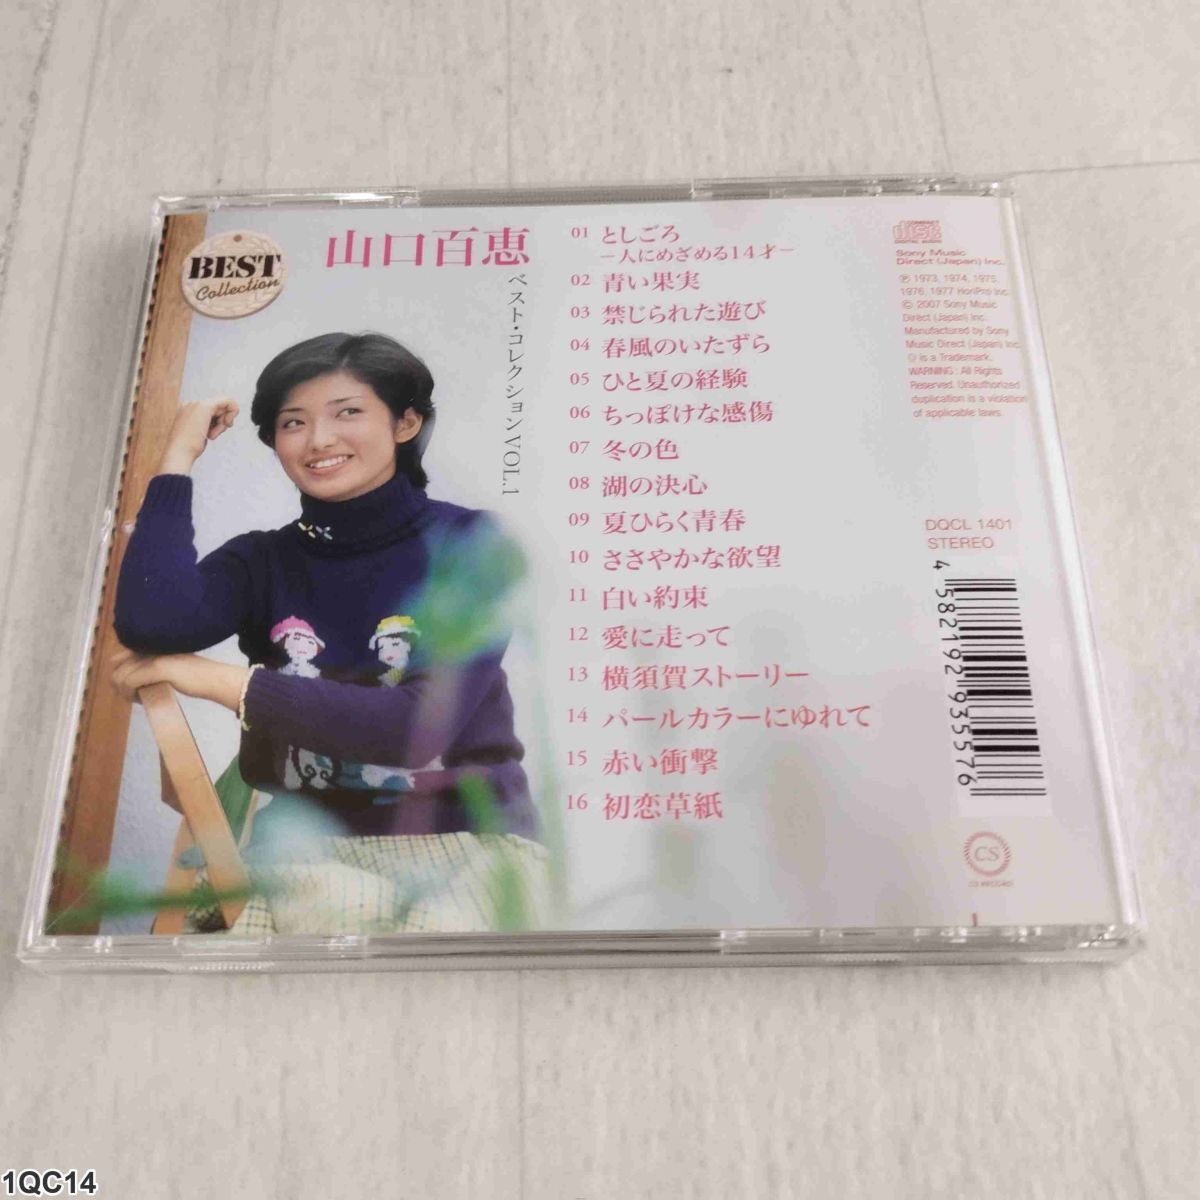 BEST
Collection
山口百恵
ベスト・コレクションVOL.1
01 としごろ
−人にめざめる14才−
02 青い果実
03 禁じられた遊び
04 春風のいたずら
05 ひと夏の経験
06 ちっぽけな感傷
07 冬の色
08 湖の決心
09 夏ひらく青春
10 ささやかな欲望
11 白い約束
12 愛に走って
13 横須賀ストーリー
14 パールカラーにゆれて
15 赤い衝撃
16 初恋草紙
COMPACT
disc
DIGITAL AUDIO
Sony Music
Direct (Japan) Inc.
℗ 1973, 1974, 1975,
1976, 1977 HoriPro Inc.
© 2007 Sony Music
Direct (Japan) Inc.
Manufactured by Sony
Music Direct (Japan) Inc.
is a Trademark.
WARNING: All Rights
Reserved. Unauthorized
duplication is a violation
of applicable laws.
DQCL 1401
STEREO
4 582192 935576
CS
1QC14